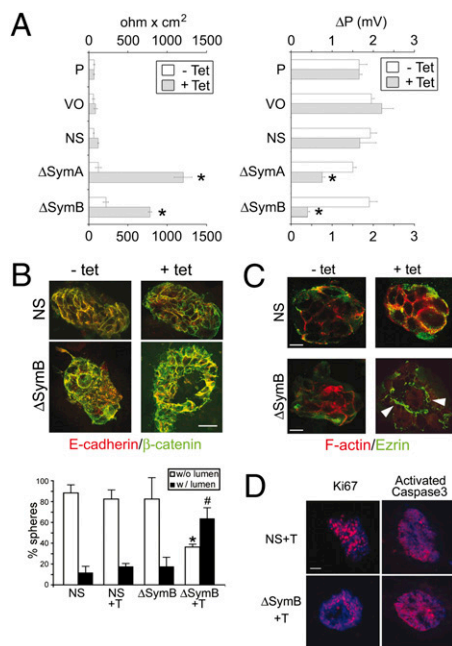 A
ohm x cm2
0 500 1000 1500
- Tet
+ Tet
P
VO
NS
ΔSymA
*
ΔSymB
*
0 500 1000 1500
ΔP (mV)
0 1 2 3
- Tet
+ Tet
P
VO
NS
ΔSymA
*
ΔSymB
*
0 1 2 3
B
- tet + tet
NS
ΔSymB
E-cadherin/β-catenin
C
- tet + tet
NS
ΔSymB
F-actin/Ezrin
w/o lumen
w/ lumen
% spheres
100
80
60
40
20
0
* #
NS NS ΔSymB ΔSymB
+T +T
D
Ki67 Activated
Caspase3
NS+T
ΔSymB
+T